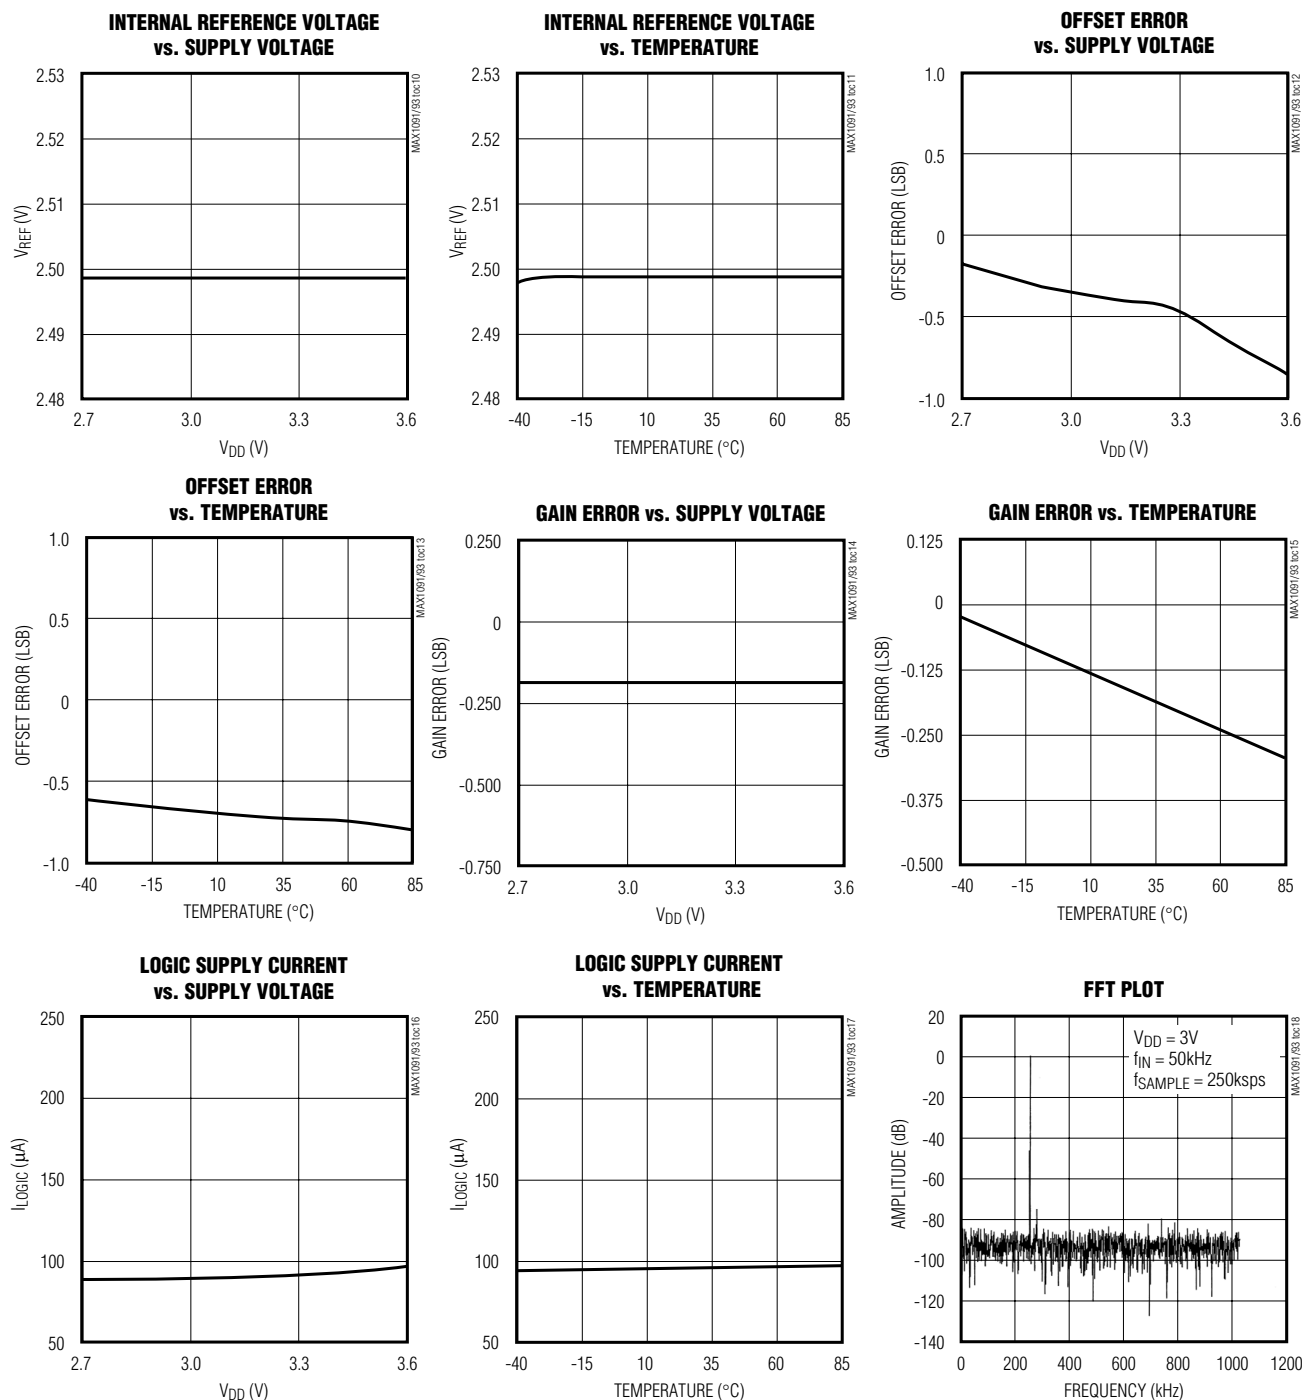 INTERNAL REFERENCE VOLTAGE
vs. SUPPLY VOLTAGE
2.53
2.52
2.51
2.50
2.49
2.48
VREF (V)
2.7
3.0
3.3
3.6
VDD (V)
MAX1091/93 toc10
INTERNAL REFERENCE VOLTAGE
vs. TEMPERATURE
2.53
2.52
2.51
2.50
2.49
2.48
VREF (V)
-40
-15
10
35
60
85
TEMPERATURE (°C)
MAX1091/93 toc11
OFFSET ERROR
vs. SUPPLY VOLTAGE
1.0
0.5
0
-0.5
-1.0
OFFSET ERROR (LSB)
2.7
3.0
3.3
3.6
VDD (V)
MAX1091/93 toc12
OFFSET ERROR
vs. TEMPERATURE
1.0
0.5
0
-0.5
-1.0
OFFSET ERROR (LSB)
-40
-15
10
35
60
85
TEMPERATURE (°C)
MAX1091/93 toc13
GAIN ERROR vs. SUPPLY VOLTAGE
0.250
0
-0.250
-0.500
-0.750
GAIN ERROR (LSB)
2.7
3.0
3.3
3.6
VDD (V)
MAX1091/93 toc14
GAIN ERROR vs. TEMPERATURE
0.125
0
-0.125
-0.250
-0.375
-0.500
GAIN ERROR (LSB)
-40
-15
10
35
60
85
TEMPERATURE (°C)
MAX1091/93 toc15
LOGIC SUPPLY CURRENT
vs. SUPPLY VOLTAGE
250
200
150
100
50
ILOGIC (µA)
2.7
3.0
3.3
3.6
VDD (V)
MAX1091/93 toc16
LOGIC SUPPLY CURRENT
vs. TEMPERATURE
250
200
150
100
50
ILOGIC (µA)
-40
-15
10
35
60
85
TEMPERATURE (°C)
MAX1091/93 toc17
FFT PLOT
20
0
-20
-40
-60
-80
-100
-120
-140
AMPLITUDE (dB)
VDD = 3V
fIN = 50kHz
fSAMPLE = 250ksps
0
200
400
600
800
1000
1200
FREQUENCY (kHz)
MAX1091/93 toc18